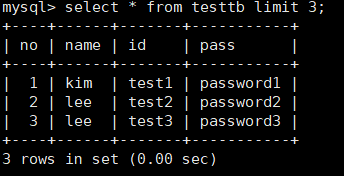 mysql> select * from testtb limit 3;
+----+------+-------+-----------+
| no | name | id    | pass      |
+----+------+-------+-----------+
|  1 | kim  | test1 | password1 |
|  2 | lee  | test2 | password2 |
|  3 | lee  | test3 | password3 |
+----+------+-------+-----------+
3 rows in set (0.00 sec)